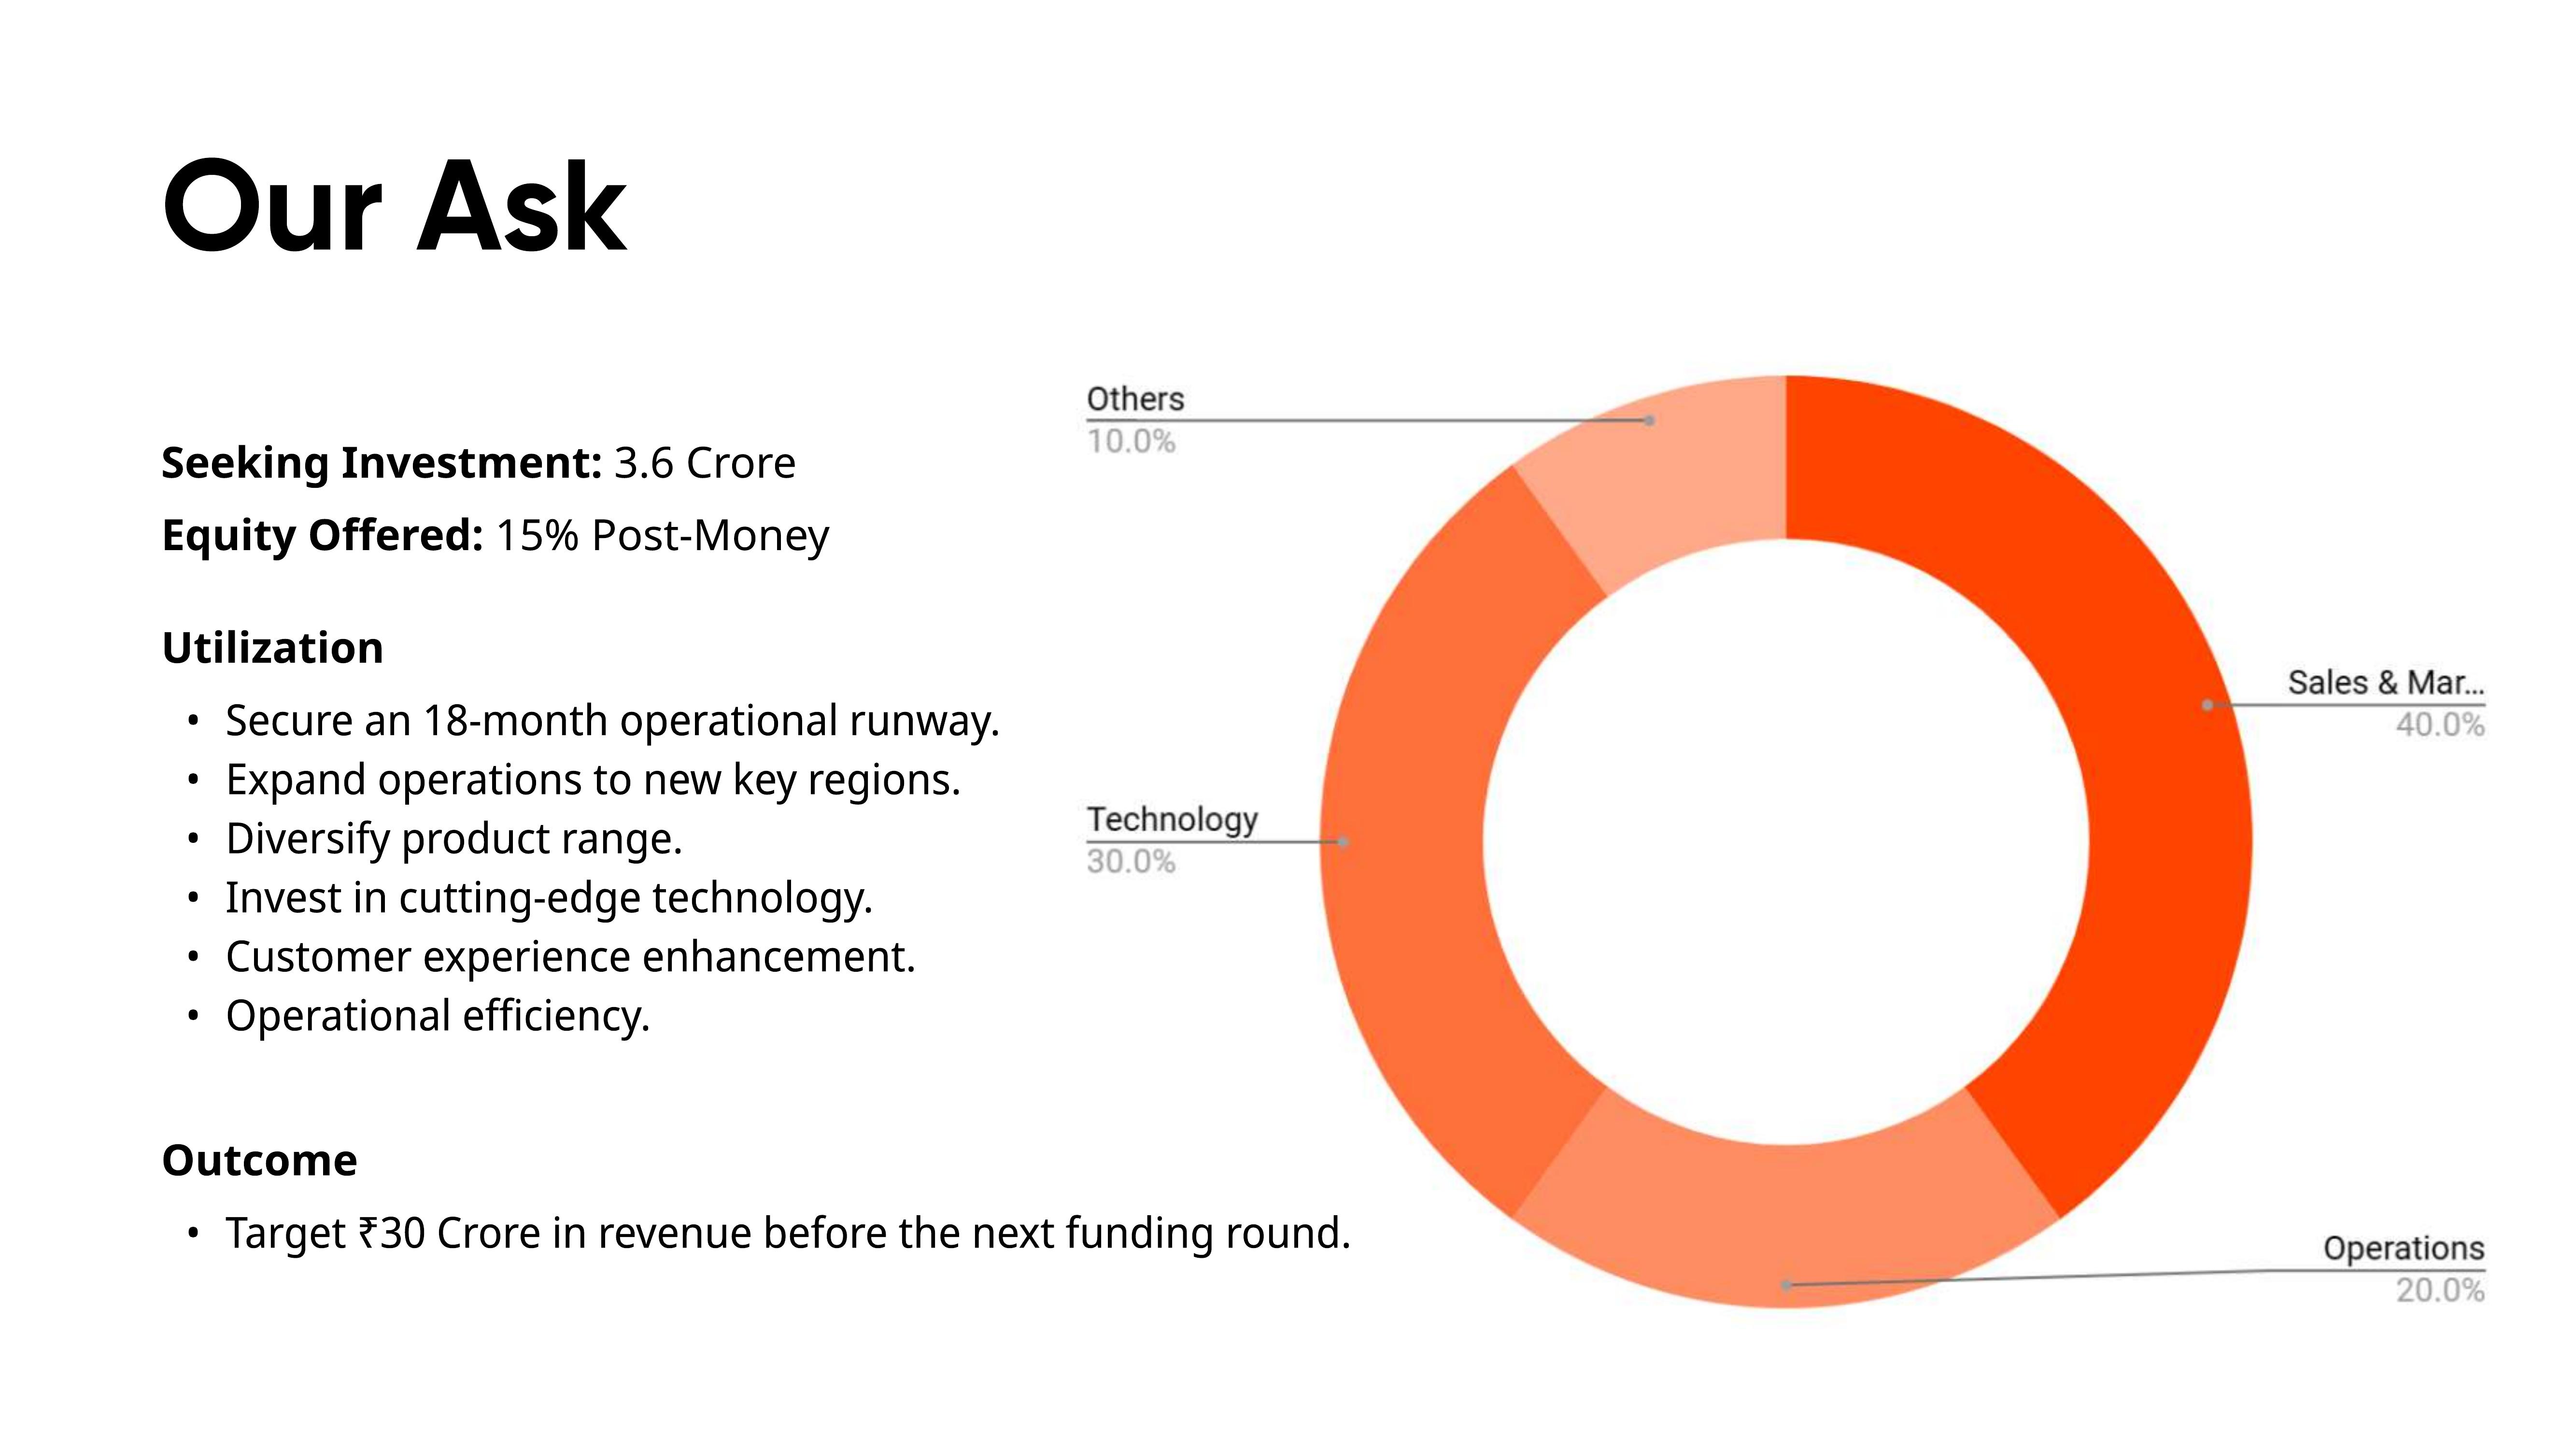 Our Ask
Seeking Investment: 3.6 Crore
Equity Offered: 15% Post-Money
Utilization
• Secure an 18-month operational runway.
• Expand operations to new key regions.
• Diversify product range.
• Invest in cutting-edge technology.
• Customer experience enhancement.
• Operational efficiency.
Outcome
• Target ₹30 Crore in revenue before the next funding round.
Others
10.0%
Technology
30.0%
Sales & Mar...
40.0%
Operations
20.0%